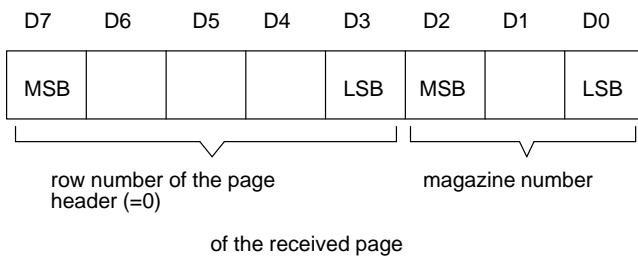 D7 D6 D5 D4 D3 D2 D1 D0
MSB LSB MSB LSB
row number of the page
header (=0)
magazine number
of the received page